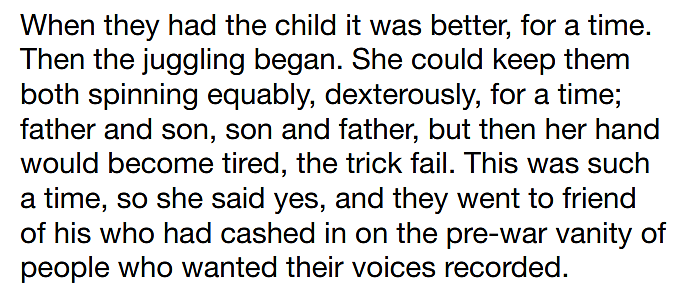 When they had the child it was better, for a time.
Then the juggling began. She could keep them
both spinning equably, dexterously, for a time;
father and son, son and father, but then her hand
would become tired, the trick fail. This was such
a time, so she said yes, and they went to friend
of his who had cashed in on the pre-war vanity of
people who wanted their voices recorded.